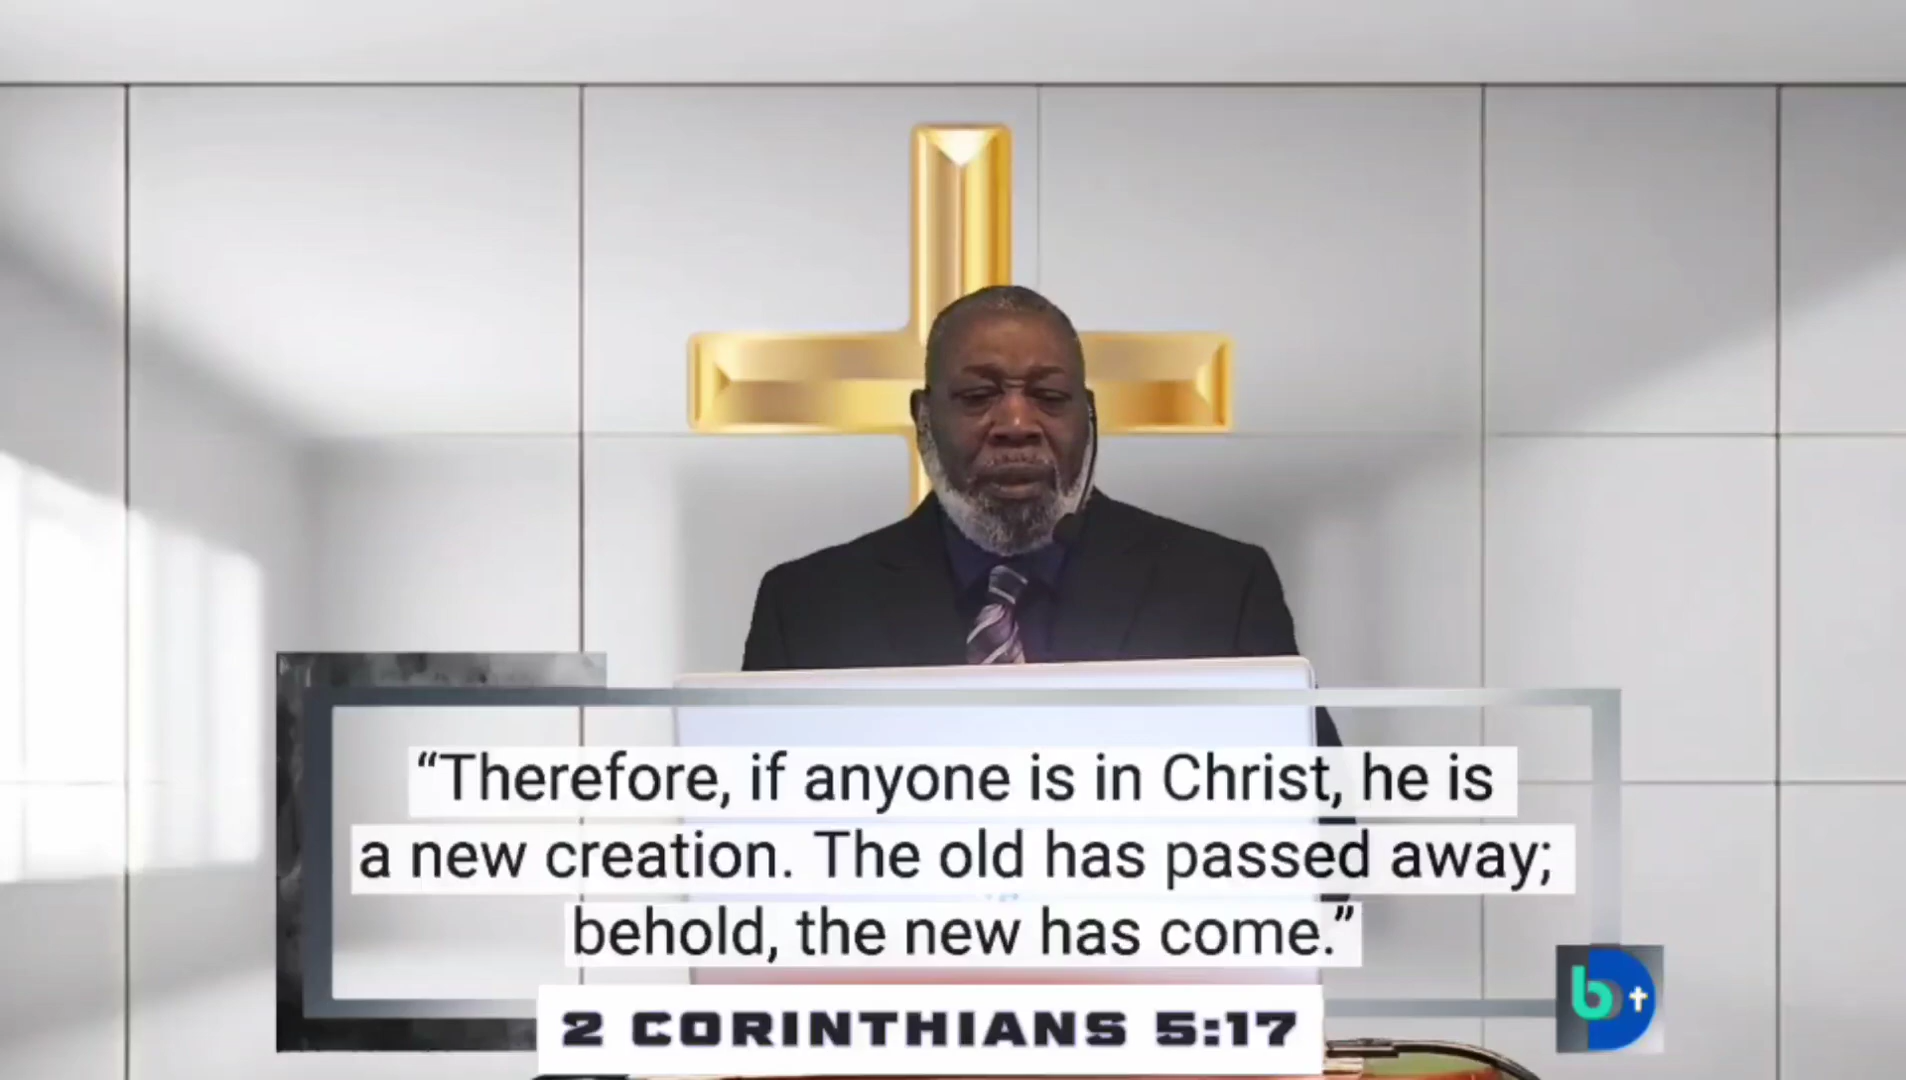 “Therefore, if anyone is in Christ, he is
a new creation. The old has passed away;
behold, the new has come.”
2 CORINTHIANS 5:17
b